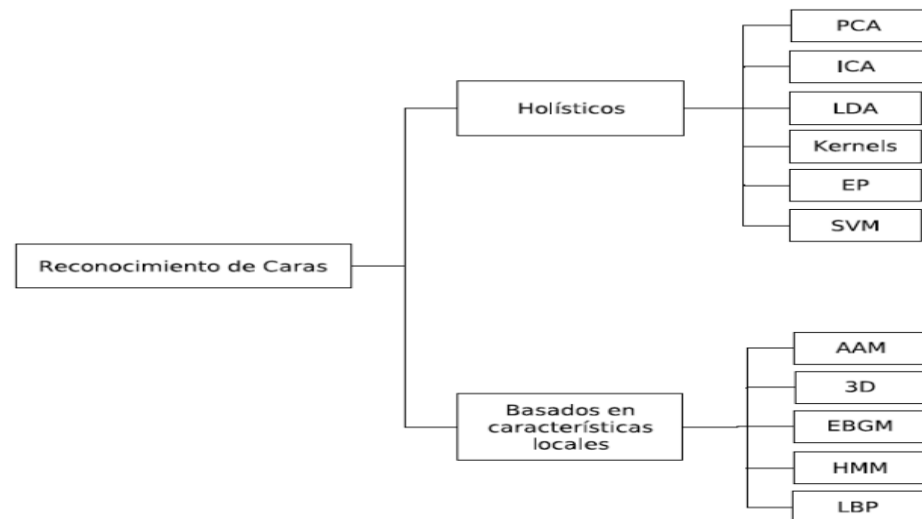 Reconocimiento de Caras
Holísticos
PCA
ICA
LDA
Kernels
EP
SVM
Basados en
características
locales
AAM
3D
EBGM
HMM
LBP